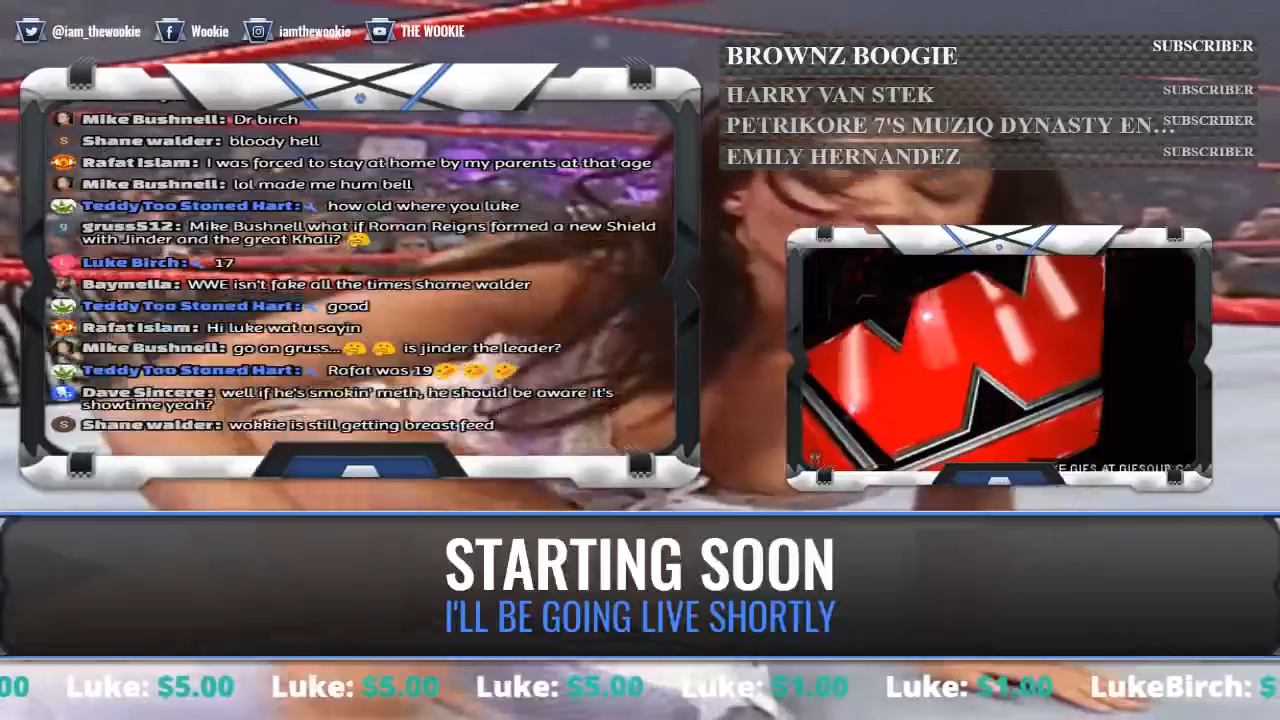 @iam_thewookie Wookie iamthewookie THE WOOKIE
BROWNZ BOOGIE SUBSCRIBER
HARRY VAN STEK SUBSCRIBER
PETRIKORE 7'S MUZIQ DYNASTY EN... SUBSCRIBER
EMILY HERNANDEZ SUBSCRIBER
Mike Bushnell: Dr birch
S Shane walder: bloody hell
Rafat Islam: I was forced to stay at home by my parents at that age
Mike Bushnell: lol made me hum bell
Teddy Too Stoned Hart: how old where you luke
g gruss512: Mike Bushnell what if Roman Reigns formed a new Shield
with Jinder and the great Khali? 🤔
L Luke Birch: 17
Baymella: WWE isn't fake all the times shame walder
Teddy Too Stoned Hart: good
Rafat Islam: Hi luke wat u sayin
Mike Bushnell: go on gruss...🤔 🤔 is jinder the leader?
Teddy Too Stoned Hart: Rafat was 19🤣 🤣 🤣
Dave Sincere: well if he's smokin' meth, he should be aware it's
showtime yeah?
S Shane walder: wokkie is still getting breast feed
GIFS AT GIFSOUP.CO
STARTING SOON
I'LL BE GOING LIVE SHORTLY
00 Luke: $5.00 Luke: $5.00 Luke: $5.00 Luke: $1.00 Luke: $1.00 LukeBirch: $